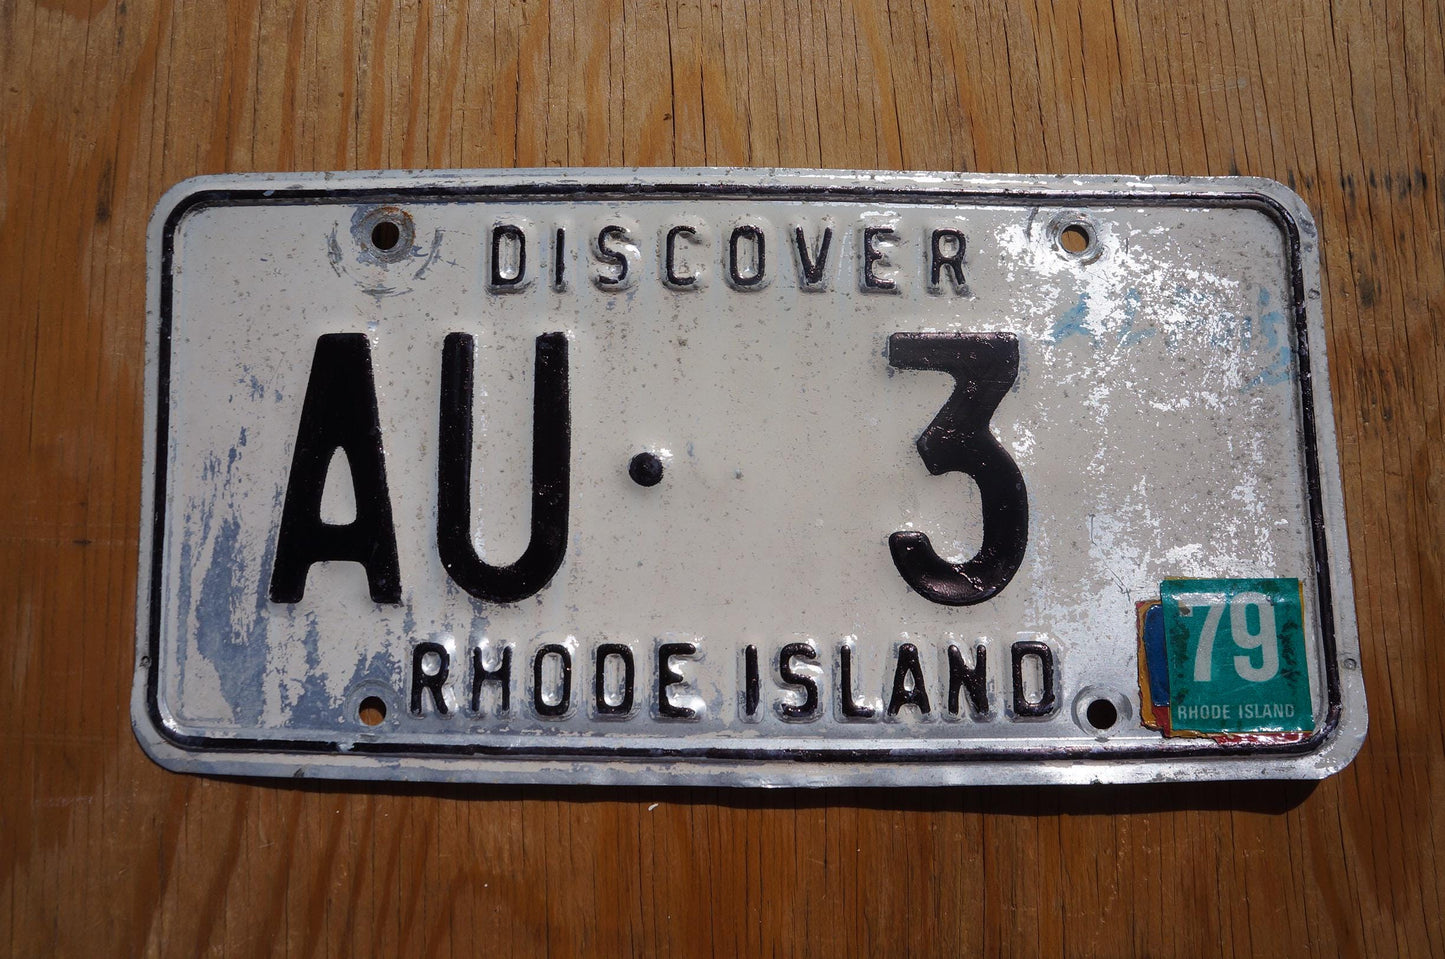 DISCOVER
AU · 3
RHODE ISLAND
79
RHODE ISLAND